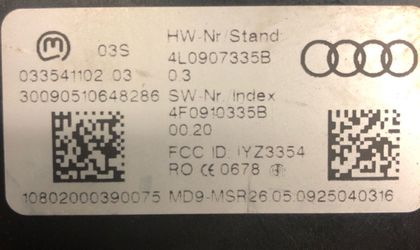 03S
HW-Nr/Stand:
4L0907335B
033541102 03
0.3
30090510648286
SW-Nr./Index
4F0910335B
00.20
FCC ID: IYZ3354
RO CE 0678
10802000390075
MD9-MSR26.05.0925040316